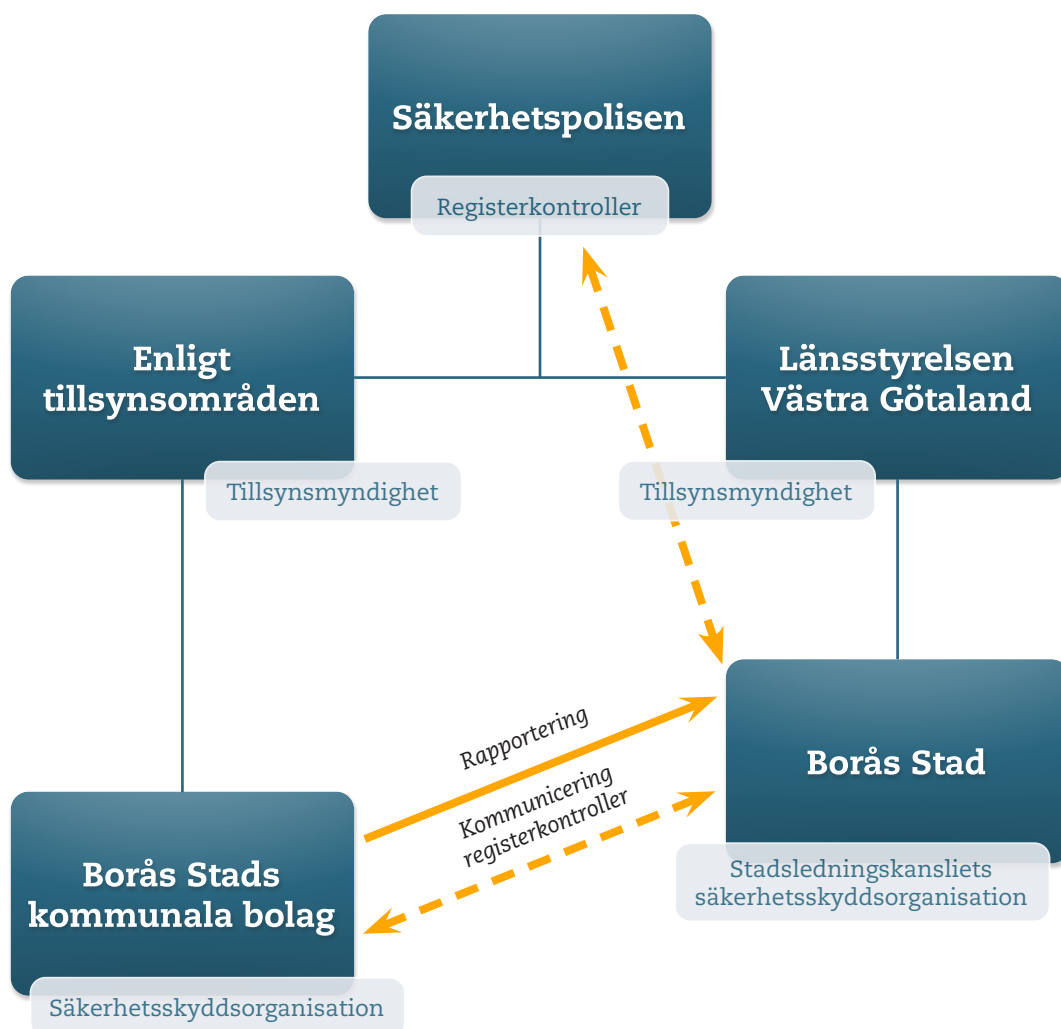 Säkerhetspolisen
Registerkontroller
Enligt
tillsynsområden
Tillsynsmyndighet
Länsstyrelsen
Västra Götaland
Tillsynsmyndighet
Rapportering
Kommunicering
registerkontroller
Borås Stad
Stadsledningskansliets
säkerhetsskyddsorganisation
Borås Stads
kommunala bolag
Säkerhetsskyddsorganisation